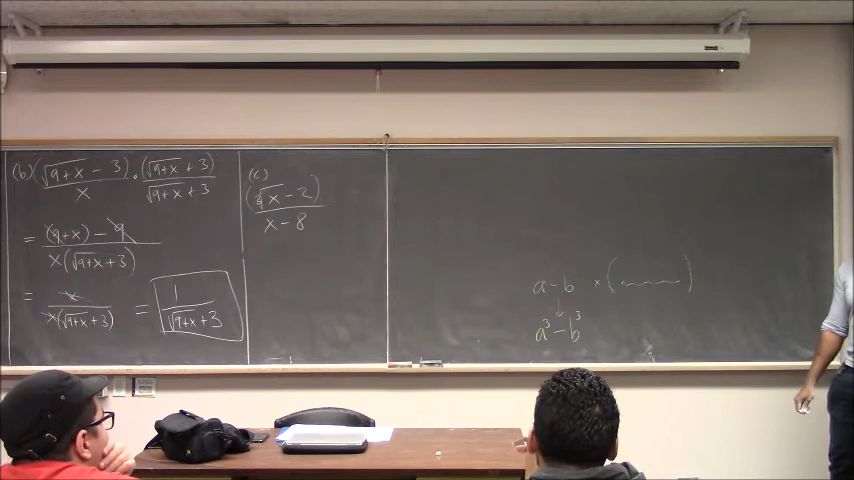 (b) (√9+x − 3)/x · (√9+x + 3)/(√9+x + 3)
= (9+x) − 9 / x(√9+x + 3)
= x / x(√9+x + 3) = 1 / √9+x + 3
(c)
(∛x − 2) / x − 8
a − b × ( )
a³ − b³